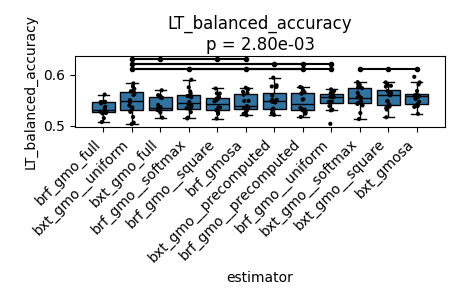 LT_balanced_accuracy
p = 2.80e-03
LT_balanced_accuracy
0.6
0.5
brf_gmo_full
bxt_gmo__uniform
bxt_gmo_full
brf_gmo__softmax
brf_gmo__square
brf_gmosa
bxt_gmo__precomputed
brf_gmo__precomputed
brf_gmo__uniform
bxt_gmo__softmax
bxt_gmo__square
bxt_gmosa
estimator